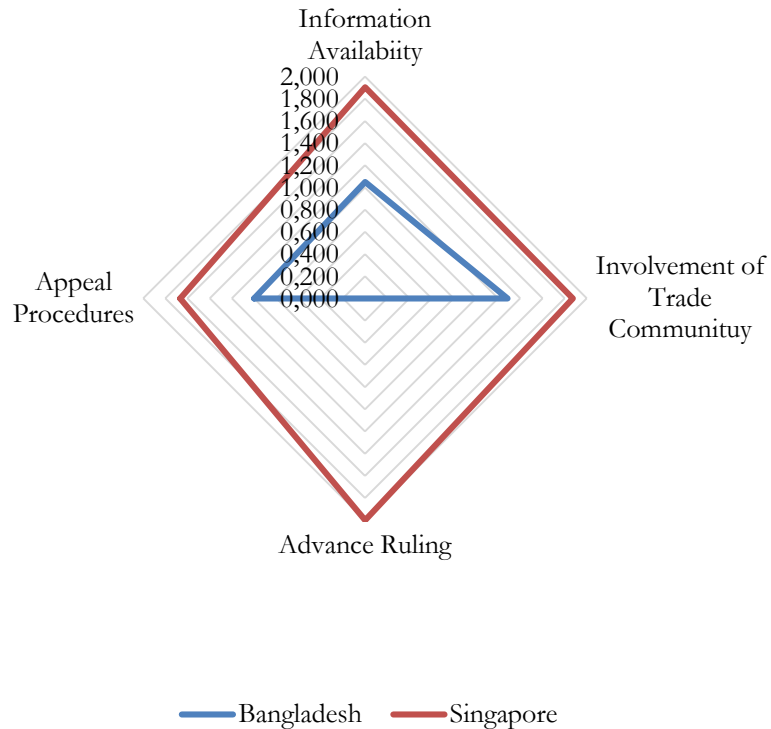 Information
Availabiity
2,000
1,800
1,600
1,400
1,200
1,000
0,800
0,600
0,400
0,200
0,000
Involvement of
Trade
Communituy
Appeal
Procedures
Advance Ruling
Bangladesh
Singapore